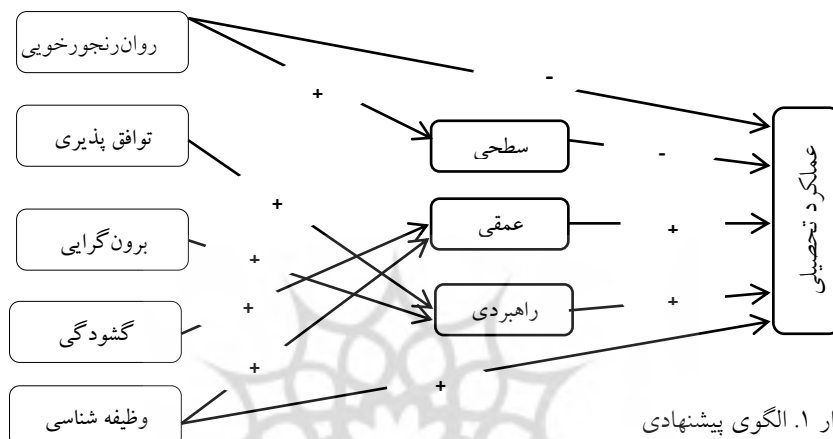 روان‌رنجورخویی
توافق پذیری
برون‌گرایی
گشودگی
وظیفه شناسی
سطحی
عمقی
راهبردی
عملکرد تحصیلی
-
+
-
+
+
+
+
+
+
+
ار ۱. الگوی پیشنهادی